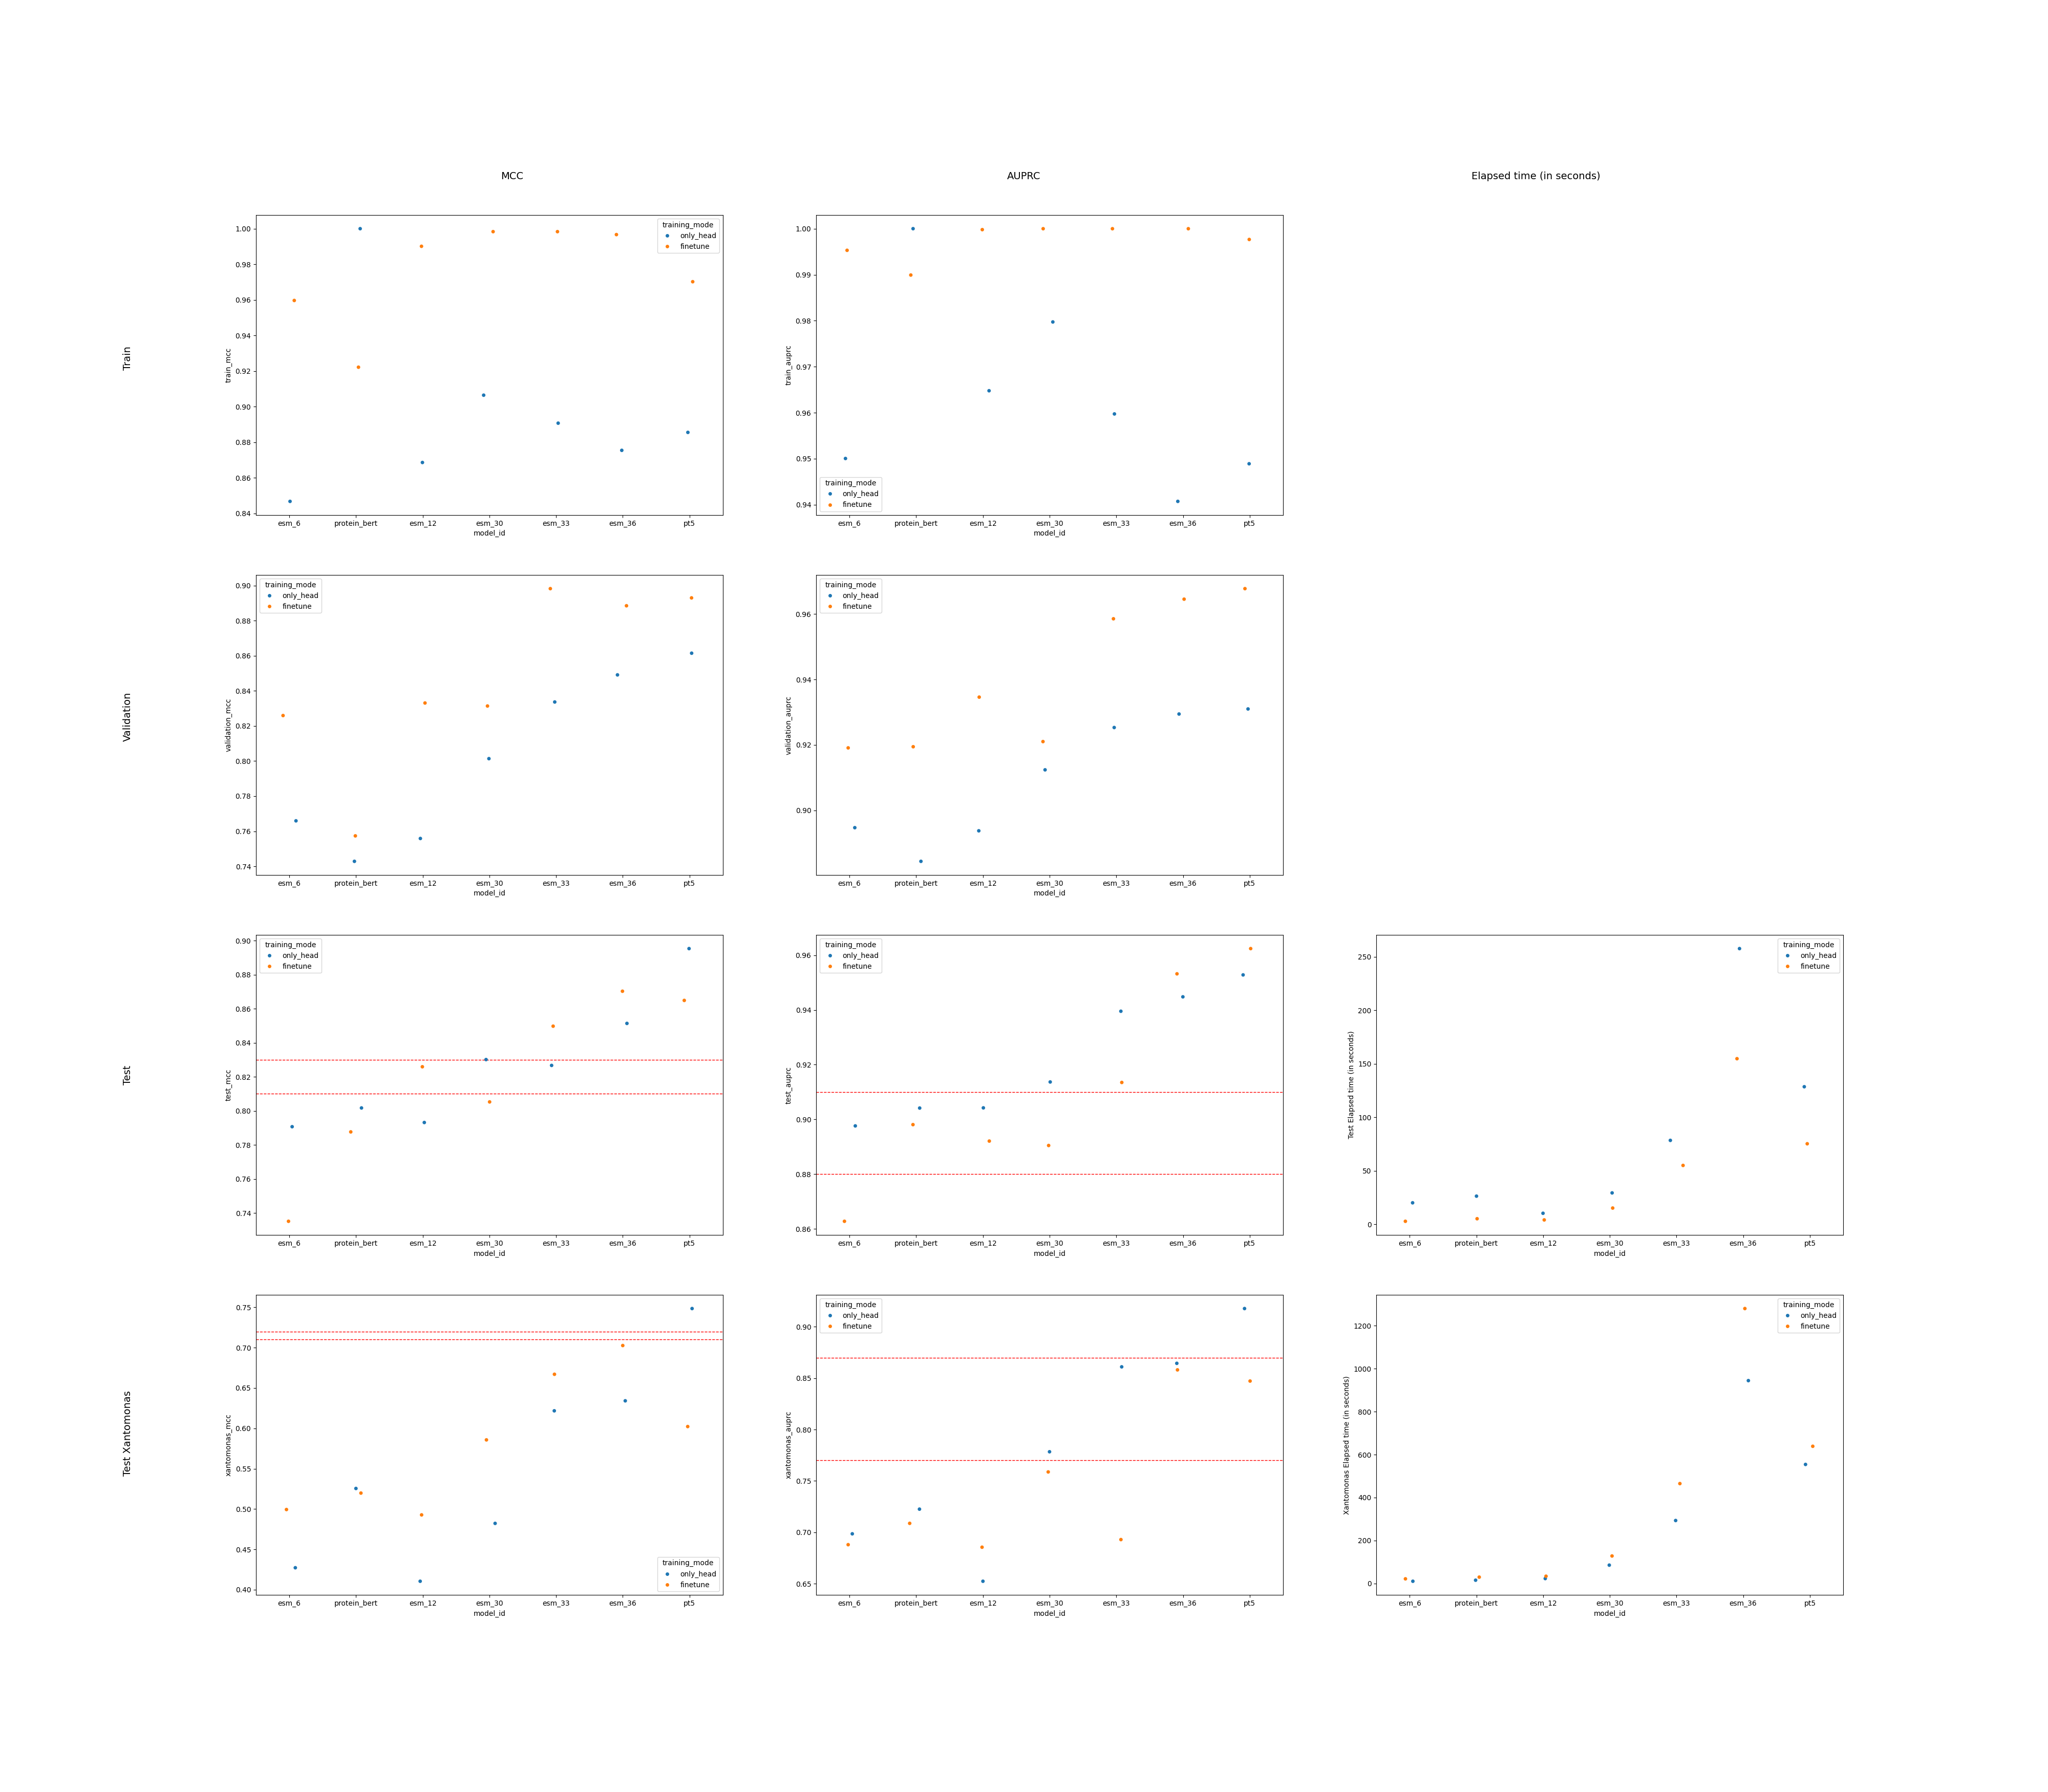 MCC
AUPRC
Elapsed time (in seconds)
Train
train_mcc
1.00
0.98
0.96
0.94
0.92
0.90
0.88
0.86
0.84
training_mode
only_head
finetune
esm_6 protein_bert esm_12 esm_30 esm_33 esm_36 pt5
model_id
train_auprc
1.00
0.99
0.98
0.97
0.96
0.95
0.94
training_mode
only_head
finetune
esm_6 protein_bert esm_12 esm_30 esm_33 esm_36 pt5
model_id
Validation
validation_mcc
0.90
0.88
0.86
0.84
0.82
0.80
0.78
0.76
0.74
training_mode
only_head
finetune
esm_6 protein_bert esm_12 esm_30 esm_33 esm_36 pt5
model_id
validation_auprc
0.96
0.94
0.92
0.90
training_mode
only_head
finetune
esm_6 protein_bert esm_12 esm_30 esm_33 esm_36 pt5
model_id
Test
test_mcc
0.90
0.88
0.86
0.84
0.82
0.80
0.78
0.76
0.74
training_mode
only_head
finetune
esm_6 protein_bert esm_12 esm_30 esm_33 esm_36 pt5
model_id
test_auprc
0.96
0.94
0.92
0.90
0.88
0.86
training_mode
only_head
finetune
esm_6 protein_bert esm_12 esm_30 esm_33 esm_36 pt5
model_id
Test Elapsed time (in seconds)
250
200
150
100
50
0
training_mode
only_head
finetune
esm_6 protein_bert esm_12 esm_30 esm_33 esm_36 pt5
model_id
Test Xantomonas
xantomonas_mcc
0.75
0.70
0.65
0.60
0.55
0.50
0.45
0.40
training_mode
only_head
finetune
esm_6 protein_bert esm_12 esm_30 esm_33 esm_36 pt5
model_id
xantomonas_auprc
0.90
0.85
0.80
0.75
0.70
0.65
training_mode
only_head
finetune
esm_6 protein_bert esm_12 esm_30 esm_33 esm_36 pt5
model_id
Xantomonas Elapsed time (in seconds)
1200
1000
800
600
400
200
0
training_mode
only_head
finetune
esm_6 protein_bert esm_12 esm_30 esm_33 esm_36 pt5
model_id